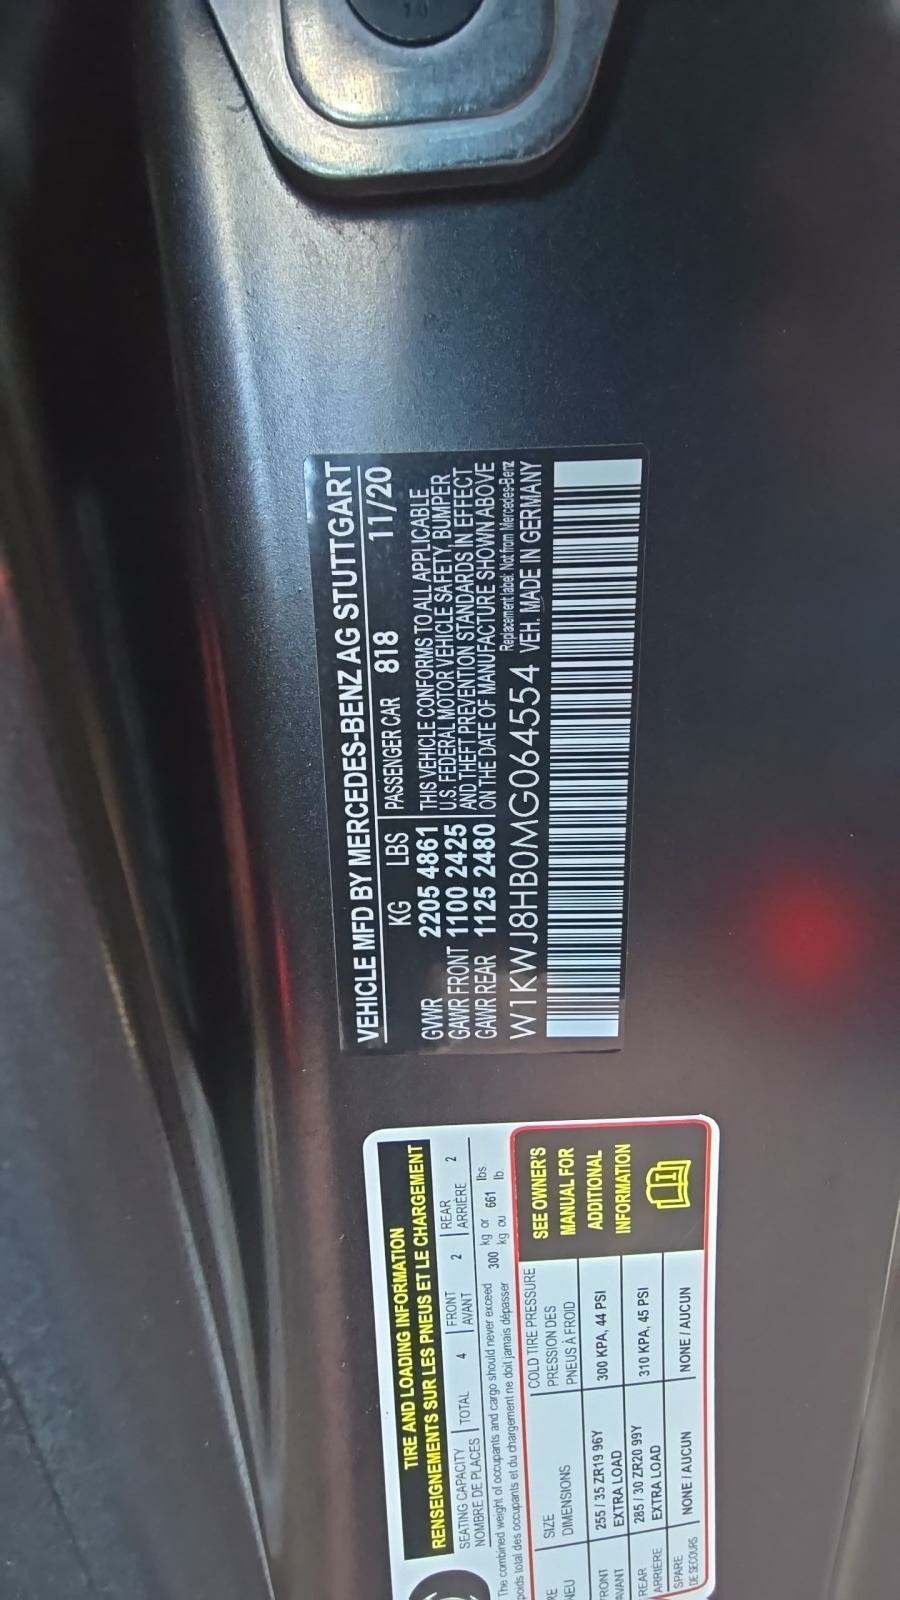 VEHICLE MFD BY MERCEDES-BENZ AG STUTTGART
KG LBS PASSENGER CAR 818 11/20
GVWR 2205 4861 THIS VEHICLE CONFORMS TO ALL APPLICABLE
GAWR FRONT 1100 2425 U.S. FEDERAL MOTOR VEHICLE SAFETY, BUMPER
GAWR REAR 1125 2480 AND THEFT PREVENTION STANDARDS IN EFFECT
ON THE DATE OF MANUFACTURE SHOWN ABOVE
Replacement label: Not from Mercedes-Benz
W1KWJ8HB0MG064554 VEH. MADE IN GERMANY
TIRE AND LOADING INFORMATION
RENSEIGNEMENTS SUR LES PNEUS ET LE CHARGEMENT
SEATING CAPACITY TOTAL 4 FRONT 2 REAR 2
NOMBRE DE PLACES AVANT ARRIÈRE
The combined weight of occupants and cargo should never exceed 300 kg or 661 lbs
poids total des occupants et du chargement ne doit jamais dépasser kg ou lb.
RE SIZE COLD TIRE PRESSURE
NEU DIMENSIONS PRESSION DES
PNEUS À FROID
FRONT 255 / 35 ZR19 96Y 300 KPA, 44 PSI
AVANT EXTRA LOAD
REAR 285 / 30 ZR20 99Y 310 KPA, 45 PSI
ARRIÈRE EXTRA LOAD
SPARE NONE / AUCUN NONE / AUCUN
DE SECOURS
SEE OWNER'S
MANUAL FOR
ADDITIONAL
INFORMATION